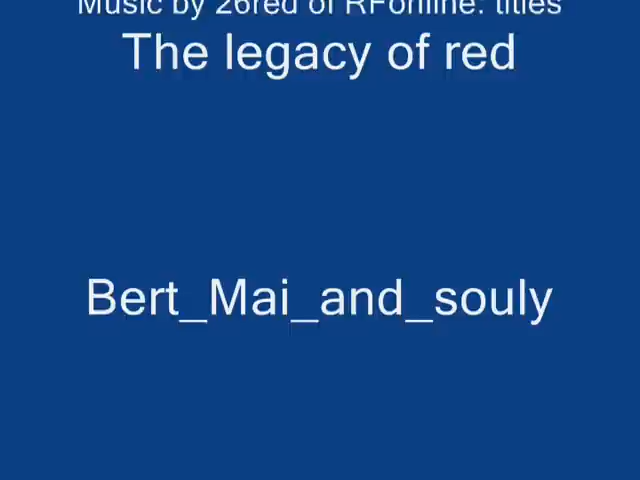 Music by 26red of RFonline: titles
The legacy of red
Bert_Mai_and_souly